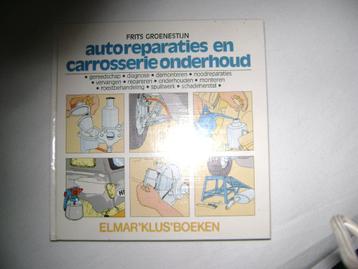 FRITS GROENESTIJN
autoreparaties en
carrosserie onderhoud
• gereedschap • diagnose • demonteren • noodreparaties
• vervangen • repareren • onderhouden • monteren
• roestbehandeling • spuitwerk • schadeherstel •
ELMAR'KLUS'BOEKEN